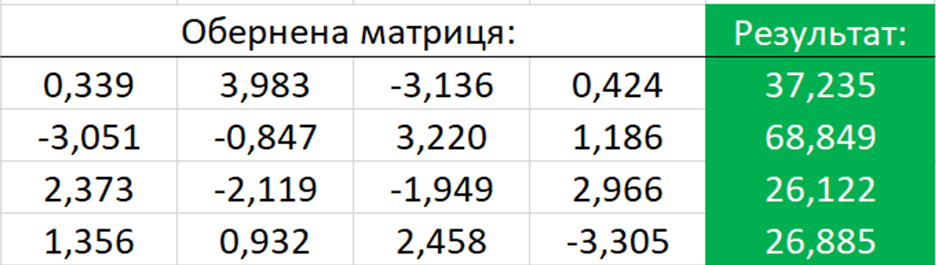 Обернена матриця: Результат:
0,339 3,983 -3,136 0,424 37,235
-3,051 -0,847 3,220 1,186 68,849
2,373 -2,119 -1,949 2,966 26,122
1,356 0,932 2,458 -3,305 26,885